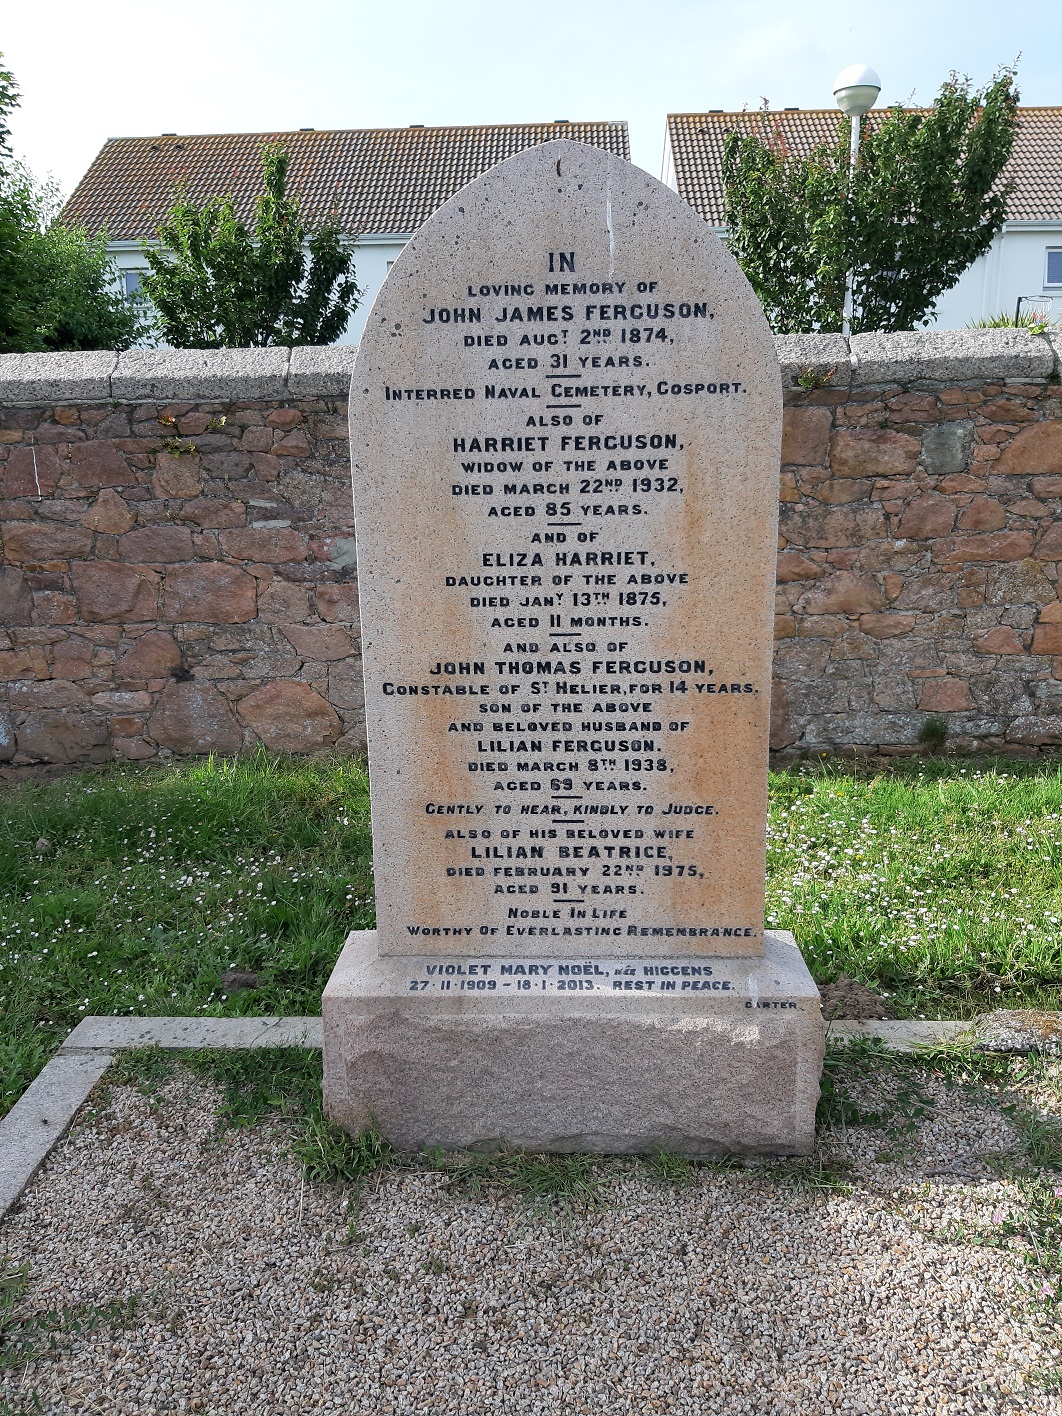 IN
LOVING MEMORY OF
JOHN JAMES FERGUSON,
DIED AUGT 2ND 1874,
AGED 31 YEARS,
INTERRED NAVAL CEMETERY, GOSPORT,
ALSO OF
HARRIET FERGUSON,
WIDOW OF THE ABOVE
DIED MARCH 22ND 1932,
AGED 85 YEARS,
AND OF
ELIZA HARRIET
DAUGHTER OF THE ABOVE
DIED JANY 13TH 1875,
AGED 11 MONTHS,
AND ALSO, OF
JOHN THOMAS FERGUSON,
CONSTABLE OF ST HELIER, FOR 14 YEARS,
SON OF THE ABOVE
AND BELOVED HUSBAND OF
LILIAN FERGUSON,
DIED MARCH 8TH 1938,
AGED 69 YEARS,
GENTLY TO HEAR, KINDLY TO JUDGE.
ALSO OF HIS BELOVED WIFE
LILIAN BEATRICE,
DIED FEBRUARY 22ND 1975,
AGED 91 YEARS,
NOBLE IN LIFE
WORTHY OF EVERLASTING REMEMBRANCE.
VIOLET MARY NOËL, née HIGGENS
27·11·1909 - 18·1·2013. REST IN PEACE.
CARTER